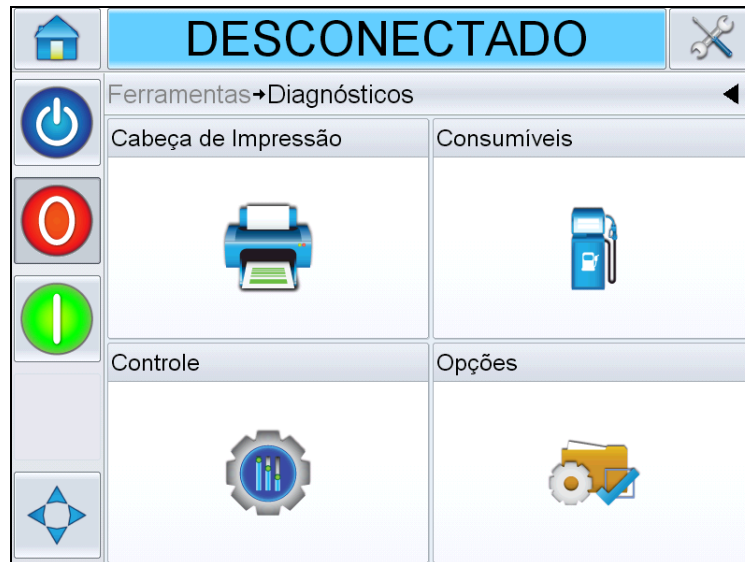 DESCONECTADO
Ferramentas→Diagnósticos
Cabeça de Impressão
Consumíveis
Controle
Opções